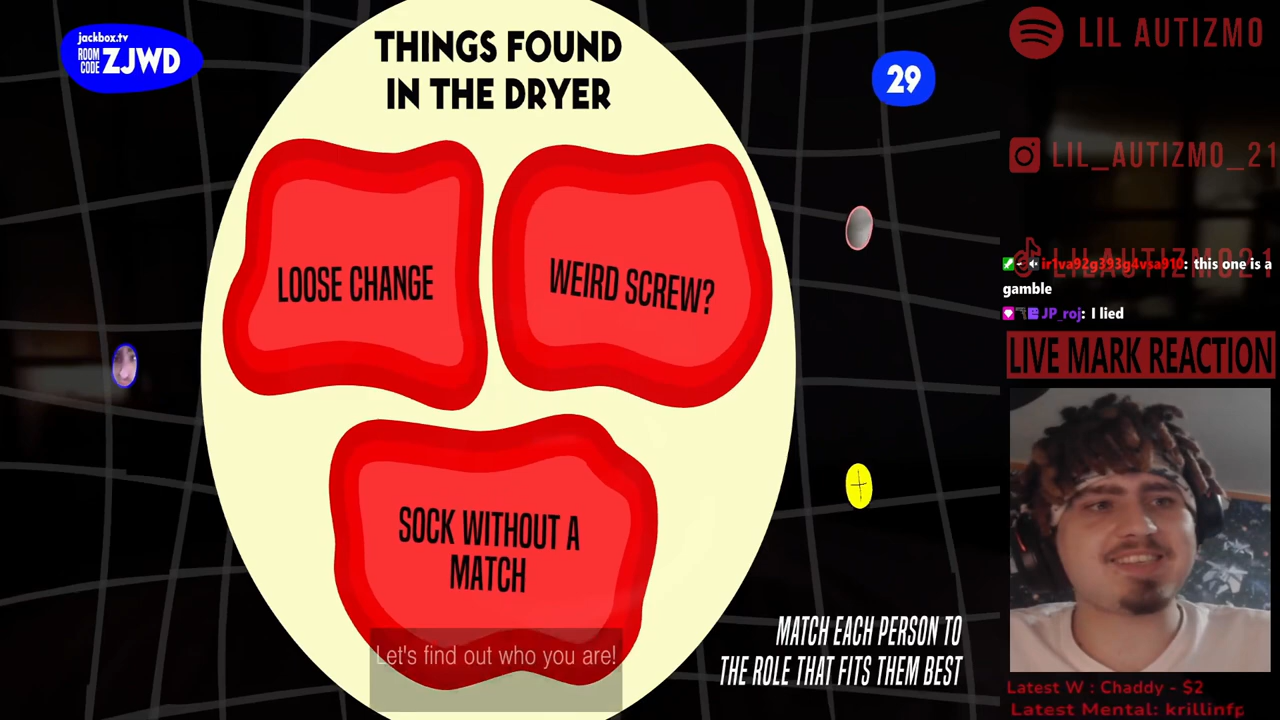 jackbox.tv
ROOM CODE ZJWD
THINGS FOUND
IN THE DRYER
29
LOOSE CHANGE
WEIRD SCREW?
SOCK WITHOUT A
MATCH
Let's find out who you are!
MATCH EACH PERSON TO
THE ROLE THAT FITS THEM BEST
LIL AUTIZMO
LIL_AUTIZMO_21
LILAUTIZMO21
ir1va92g393g4vsa910: this one is a
gamble
JP_roj: I lied
LIVE MARK REACTION
Latest W : Chaddy - $2
Latest Mental: krillinfp